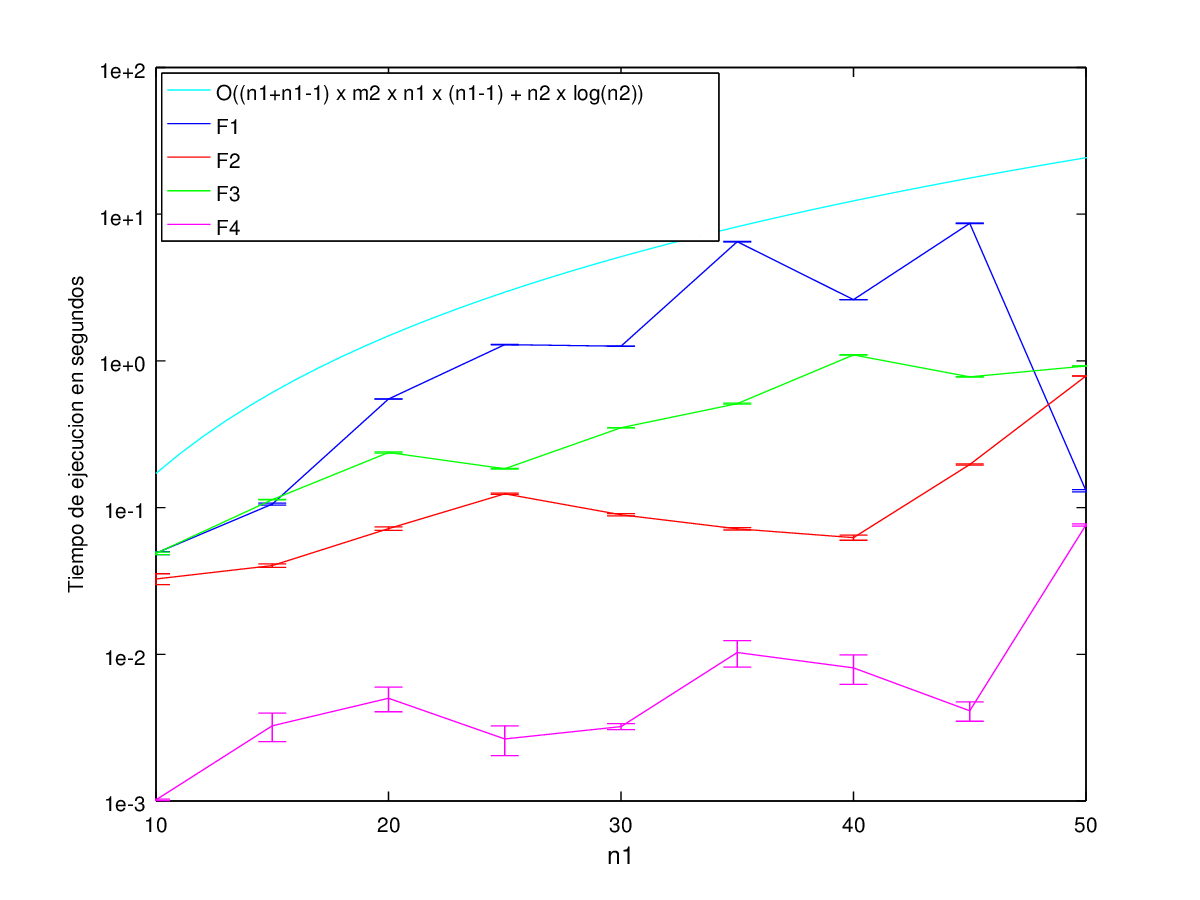 1e+2
O((n1+n1-1) x m2 x n1 x (n1-1) + n2 x log(n2))
F1
F2
F3
F4
1e+1
1e+0
1e-1
1e-2
1e-3
Tiempo de ejecucion en segundos
10 20 30 40 50
n1